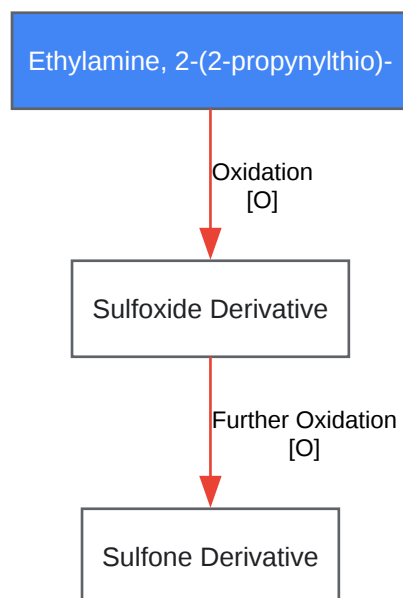 Ethylamine, 2-(2-propynylthio)-
Oxidation
[O]
Sulfoxide Derivative
Further Oxidation
[O]
Sulfone Derivative